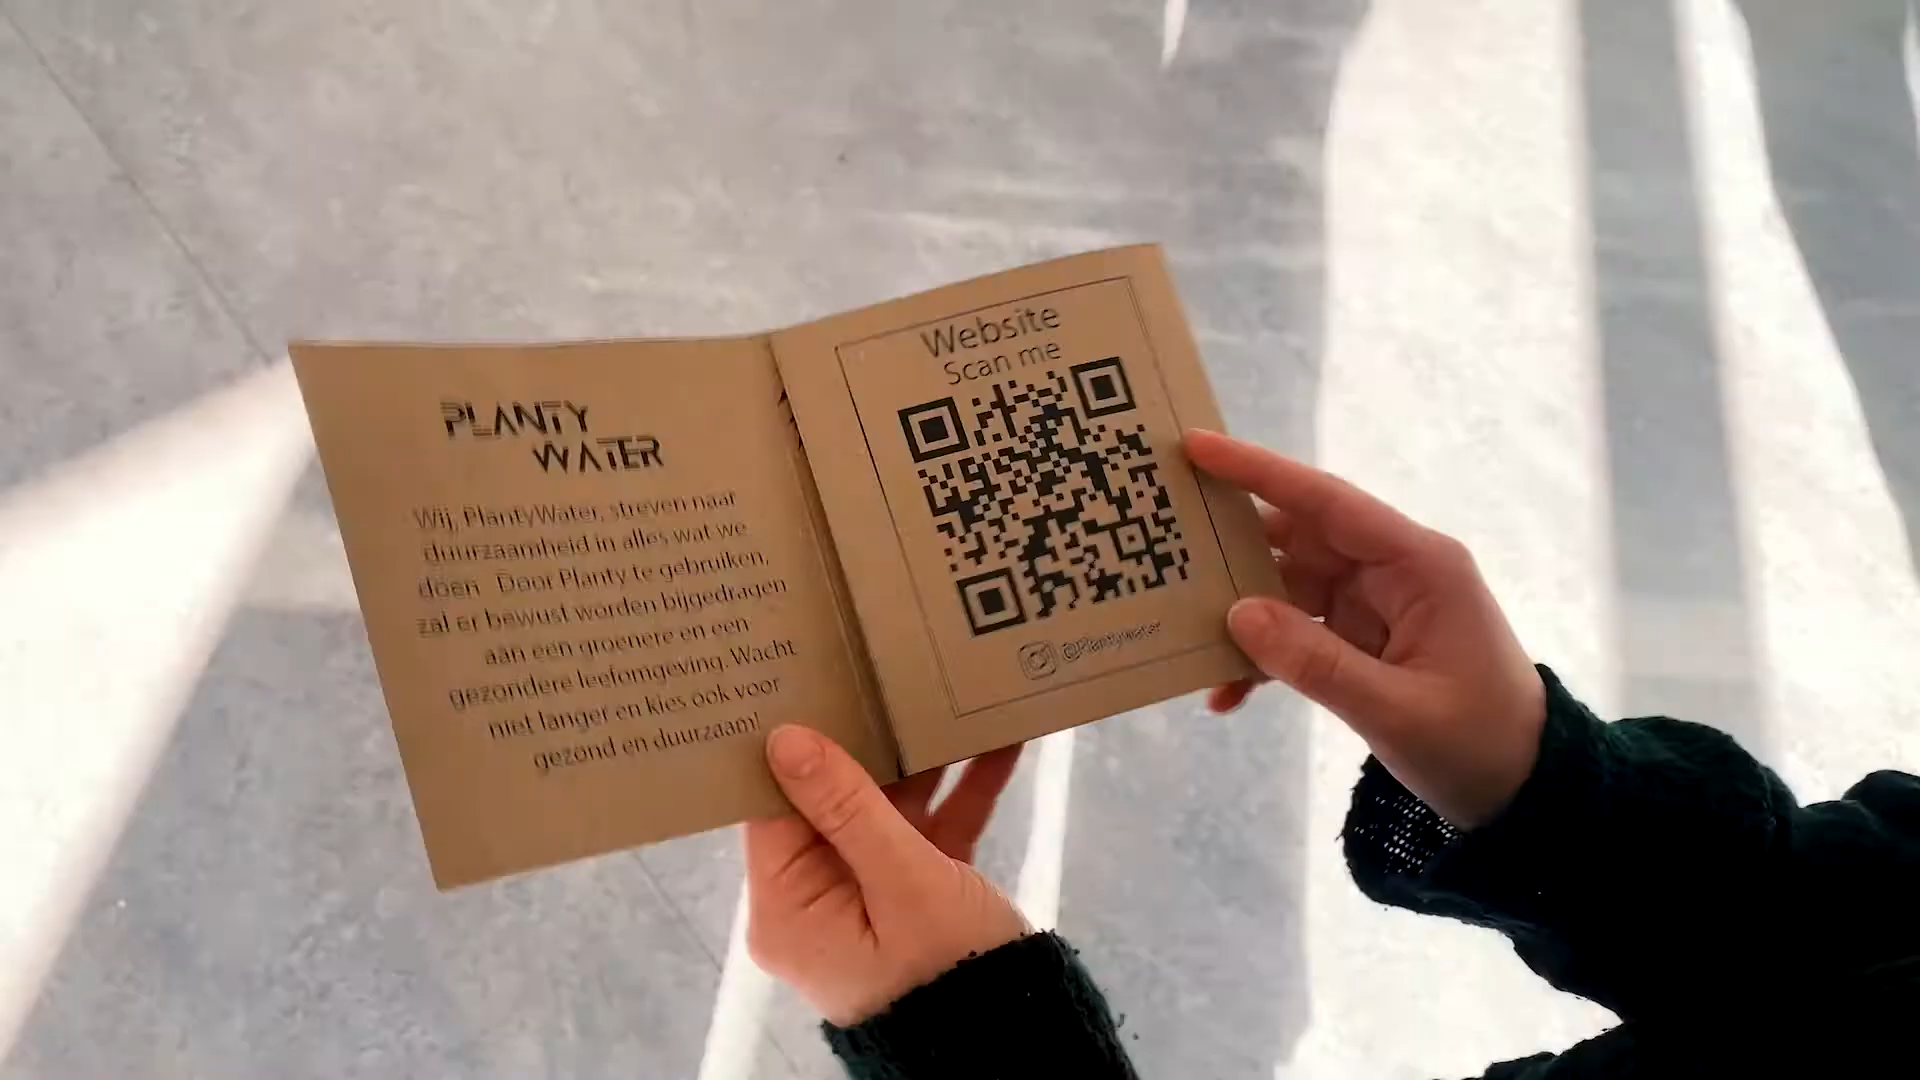 PLANTY
WATER
Wij, PlantyWater, streven naar
duurzaamheid in alles wat we
doen. Door Planty te gebruiken,
zal er bewust worden bijgedragen
aan een groenere en een
gezondere leefomgeving. Wacht
niet langer en kies ook voor
gezond en duurzaam!
Website
Scan me
@Plantywater